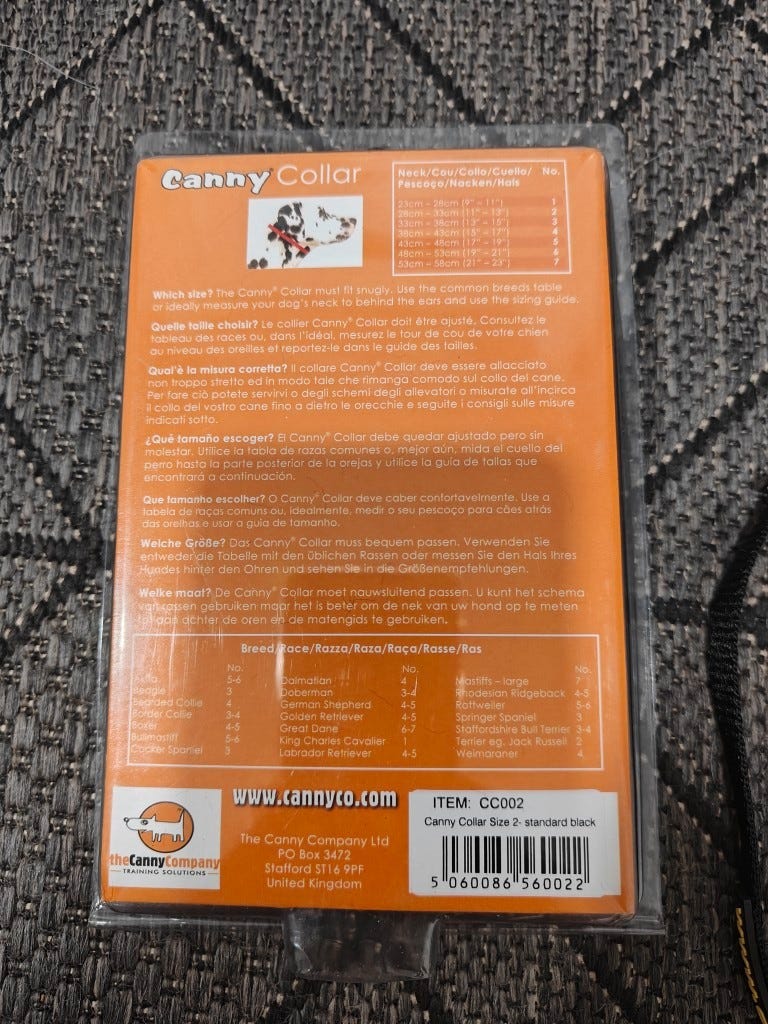 Canny® Collar
Neck/Cou/Collo/Cuello/ No.
Pescoço/Nacken/Hals
23cm – 28cm (9" – 11") 1
28cm – 33cm (11" – 13") 2
33cm – 38cm (13" – 15") 3
38cm – 43cm (15" – 17") 4
43cm – 48cm (17" – 19") 5
48cm – 53cm (19" – 21") 6
53cm – 58cm (21" – 23") 7
Which size? The Canny® Collar must fit snugly. Use the common breeds table
or ideally measure your dog's neck to behind the ears and use the sizing guide.
Quelle taille choisir? Le collier Canny® Collar doit être ajusté. Consultez le
tableau des races ou, dans l'idéal, mesurez le tour de cou de votre chien
au niveau des oreilles et reportez-le dans le guide des tailles.
Qual'è la misura corretta? Il collare Canny® Collar deve essere allacciato
non troppo stretto ed in modo tale che rimanga comodo sul collo del cane.
Per fare ciò potete servirvi o degli schemi degli allevatori o misurate all'incirca
il collo del vostro cane fino a dietro le orecchie e seguite i consigli sulle misure
indicati sotto.
¿Qué tamaño escoger? El Canny® Collar debe quedar ajustado pero sin
molestar. Utilice la tabla de razas comunes o, mejor aún, mida el cuello del
perro hasta la parte posterior de la orejas y utilice la guía de tallas que
encontrará a continuación.
Que tamanho escolher? O Canny® Collar deve caber confortavelmente. Use a
tabela de raças comuns ou, idealmente, medir o seu pescoço para cães atrás
das orelhas e usar a guia de tamanho.
Welche Größe? Das Canny® Collar muss bequem passen. Verwenden Sie
entweder die Tabelle mit den üblichen Rassen oder messen Sie den Hals Ihres
Hundes hinter den Ohren und sehen Sie in die Größenempfehlungen.
Welke maat? De Canny® Collar moet nauwsluitend passen. U kunt het schema
van rassen gebruiken maar het is beter om de nek van uw hond op te meten
tot aan achter de oren en de matengids te gebruiken.
Breed/Race/Razza/Raza/Raça/Rasse/Ras
No. No. No.
Akita 5-6 Dalmatian 4 Mastiffs – large 7
Beagle 3 Doberman 3-4 Rhodesian Ridgeback 4-5
Bearded Collie 4 German Shepherd 4-5 Rottweiler 5-6
Border Collie 3-4 Golden Retriever 4-5 Springer Spaniel 3
Boxer 4-5 Great Dane 6-7 Staffordshire Bull Terrier 3-4
Bullmastiff 5-6 King Charles Cavalier 1 Terrier eg. Jack Russell 2
Cocker Spaniel 3 Labrador Retriever 4-5 Weimaraner 4
www.cannyco.com
theCannyCompany
TRAINING SOLUTIONS
The Canny Company Ltd
PO Box 3472
Stafford ST16 9PF
United Kingdom
ITEM: CC002
Canny Collar Size 2- standard black
5 060086 560022